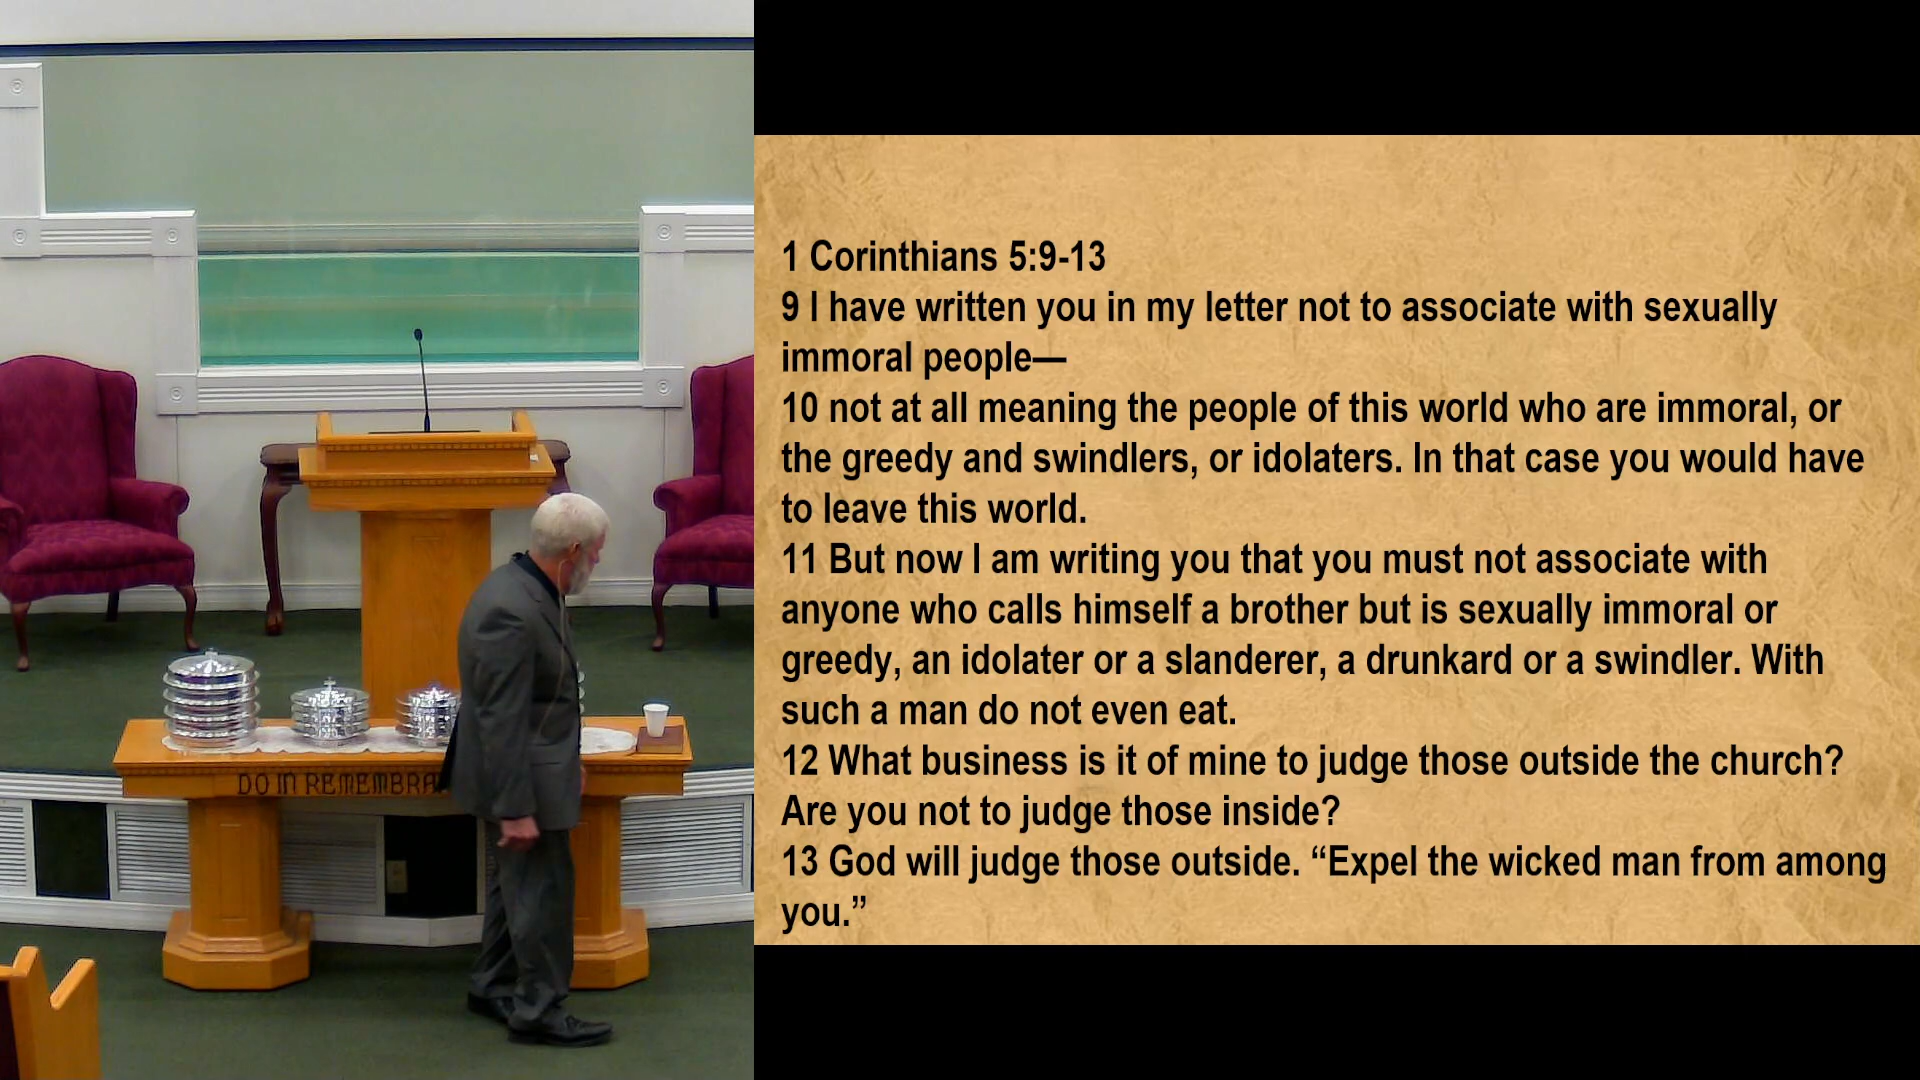 DO IN REMEMBRA
1 Corinthians 5:9-13
9 I have written you in my letter not to associate with sexually
immoral people—
10 not at all meaning the people of this world who are immoral, or
the greedy and swindlers, or idolaters. In that case you would have
to leave this world.
11 But now I am writing you that you must not associate with
anyone who calls himself a brother but is sexually immoral or
greedy, an idolater or a slanderer, a drunkard or a swindler. With
such a man do not even eat.
12 What business is it of mine to judge those outside the church?
Are you not to judge those inside?
13 God will judge those outside. “Expel the wicked man from among
you.”